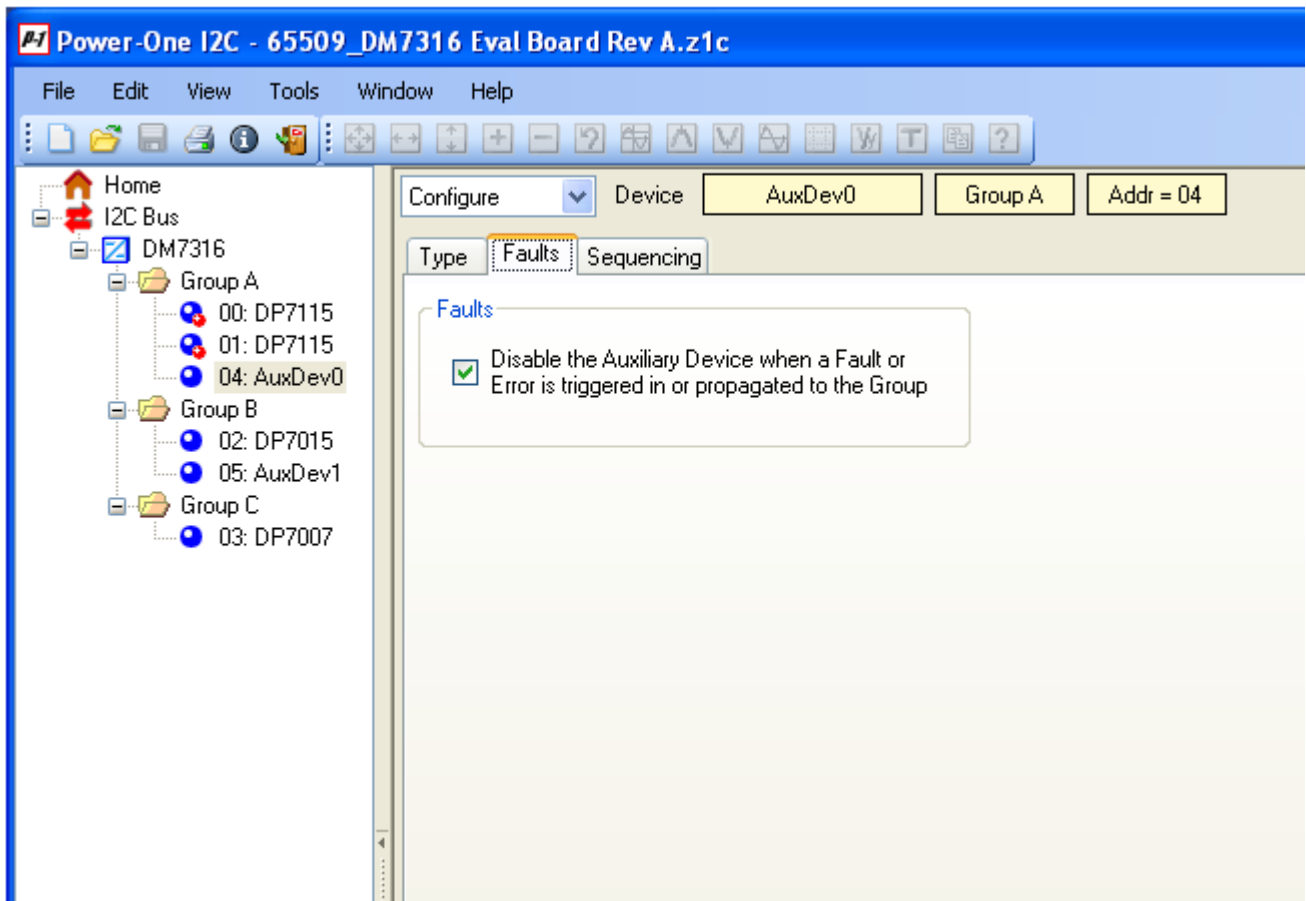 P-1 Power-One I2C - 65509_DM7316 Eval Board Rev A.z1c
File Edit View Tools Window Help
Home
I2C Bus
DM7316
Group A
00: DP7115
01: DP7115
04: AuxDev0
Group B
02: DP7015
05: AuxDev1
Group C
03: DP7007
Configure Device AuxDev0 Group A Addr = 04
Type Faults Sequencing
Faults
Disable the Auxiliary Device when a Fault or
Error is triggered in or propagated to the Group